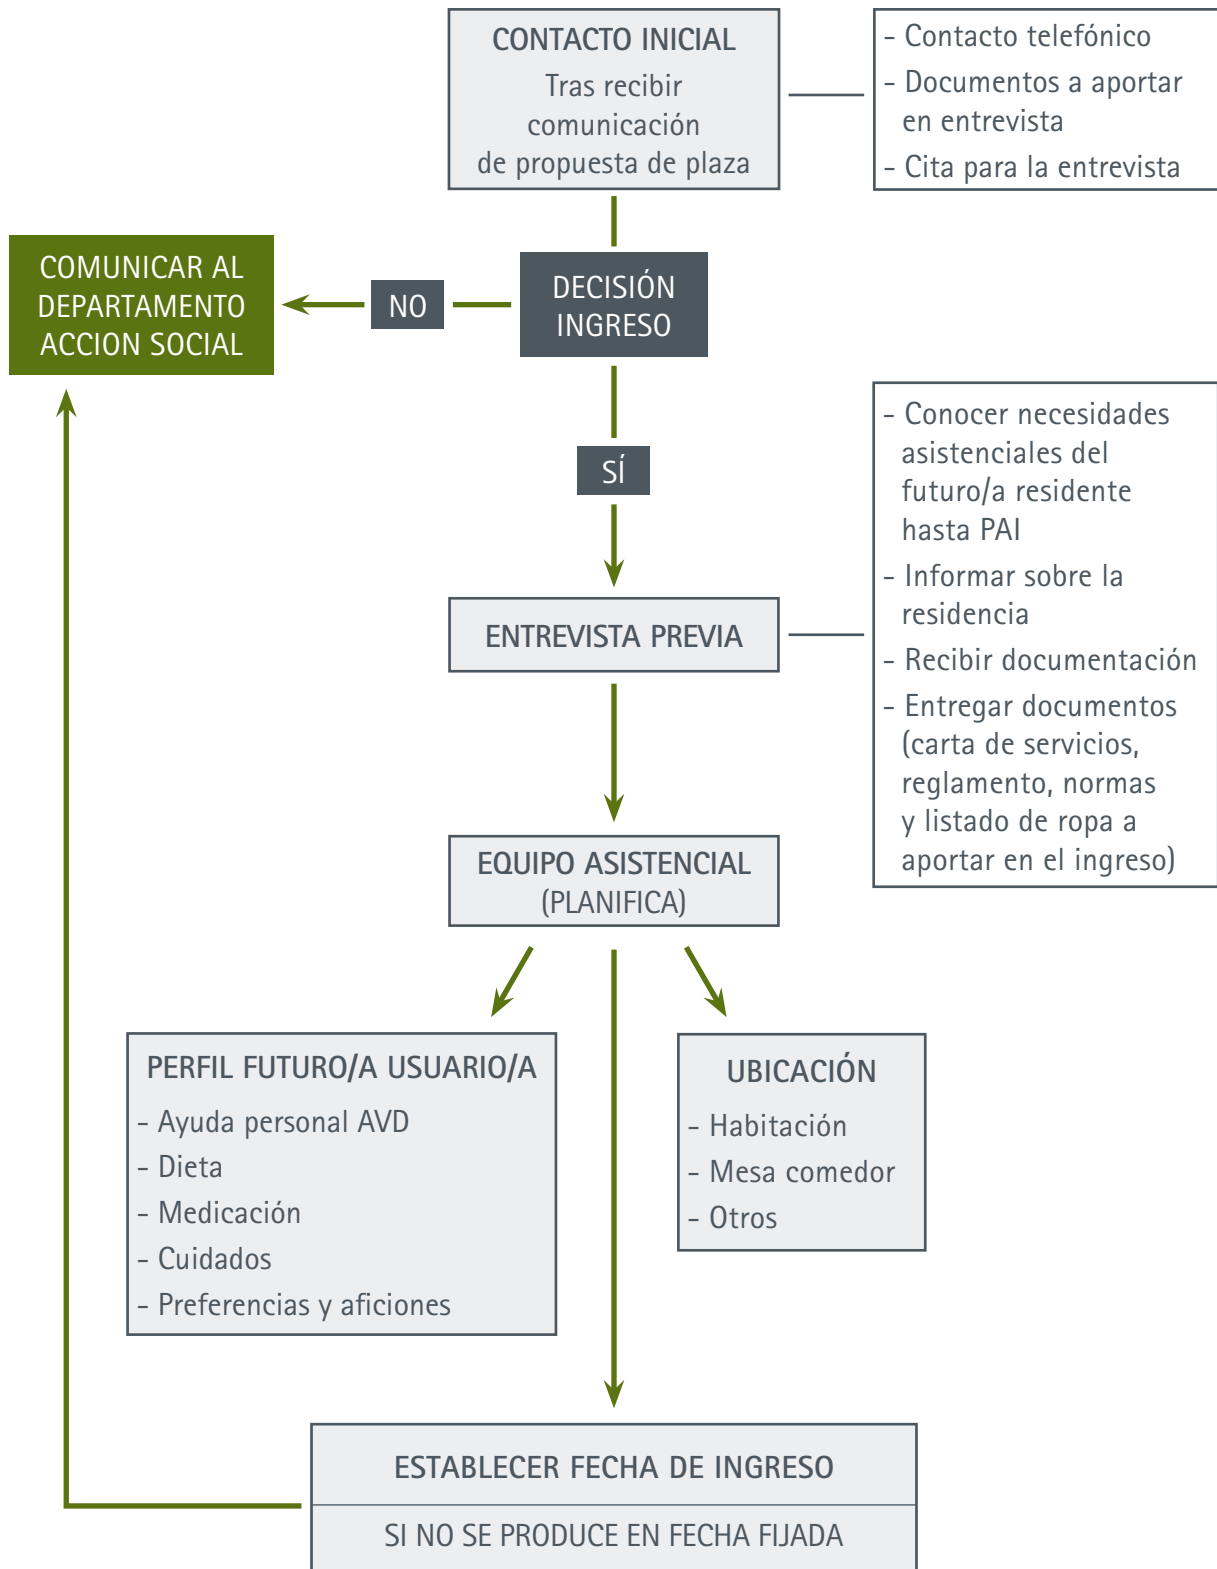 CONTACTO INICIAL
Tras recibir
comunicación
de propuesta de plaza
- Contacto telefónico
- Documentos a aportar
en entrevista
- Cita para la entrevista
COMUNICAR AL
DEPARTAMENTO
ACCION SOCIAL
NO
DECISIÓN
INGRESO
SÍ
- Conocer necesidades
asistenciales del
futuro/a residente
hasta PAI
- Informar sobre la
residencia
- Recibir documentación
- Entregar documentos
(carta de servicios,
reglamento, normas
y listado de ropa a
aportar en el ingreso)
ENTREVISTA PREVIA
EQUIPO ASISTENCIAL
(PLANIFICA)
PERFIL FUTURO/A USUARIO/A
- Ayuda personal AVD
- Dieta
- Medicación
- Cuidados
- Preferencias y aficiones
UBICACIÓN
- Habitación
- Mesa comedor
- Otros
ESTABLECER FECHA DE INGRESO
SI NO SE PRODUCE EN FECHA FIJADA